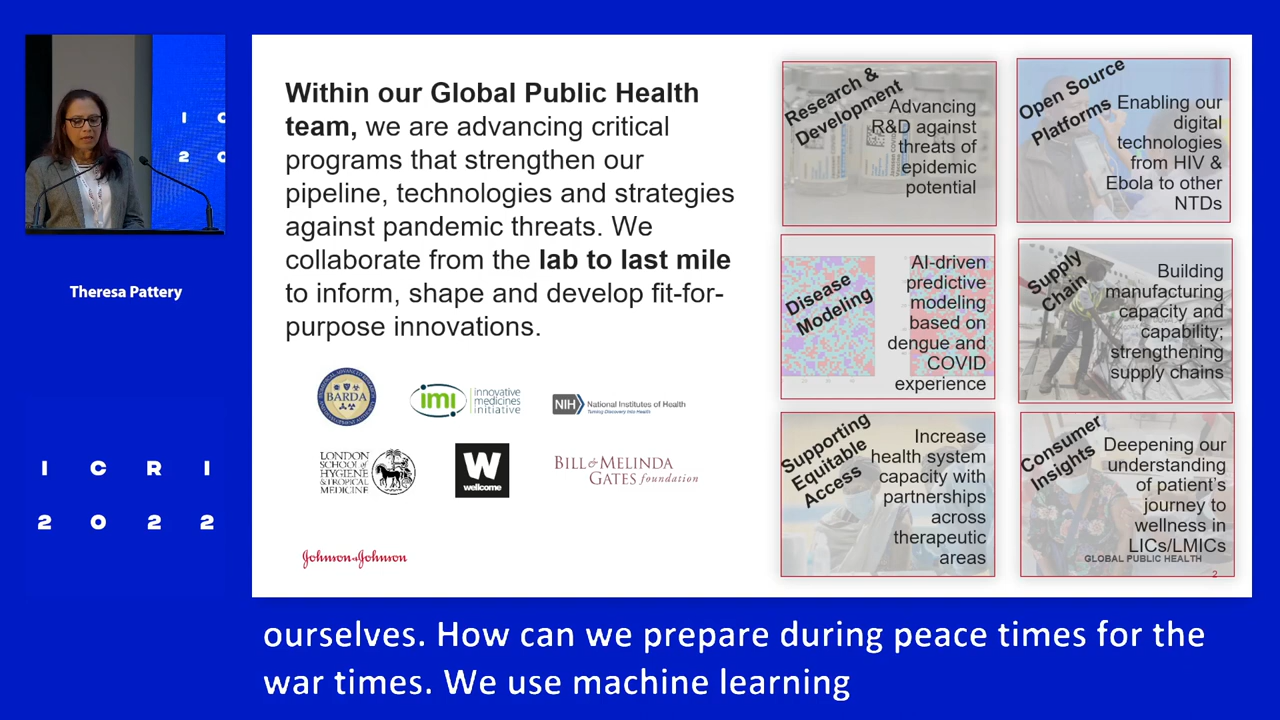 I C
2 0
Theresa Pattery
I C R I
2 0 2 2
Within our Global Public Health
team, we are advancing critical
programs that strengthen our
pipeline, technologies and strategies
against pandemic threats. We
collaborate from the lab to last mile
to inform, shape and develop fit-for-
purpose innovations.
BARDA
imi innovative
medicines
initiative
NIH National Institutes of Health
Turning Discovery Into Health
LONDON
SCHOOL of
HYGIENE
& TROPICAL
MEDICINE
W
wellcome
BILL & MELINDA
GATES foundation
Johnson & Johnson
Research &
Development
Advancing
R&D against
threats of
epidemic
potential
Open Source
Platforms
Enabling our
digital
technologies
from HIV &
Ebola to other
NTDs
Disease
Modeling
AI-driven
predictive
modeling
based on
dengue and
COVID
experience
Supply
Chain
Building
manufacturing
capacity and
capability;
strengthening
supply chains
Supporting
Equitable
Access
Increase
health system
capacity with
partnerships
across
therapeutic
areas
Consumer
Insights
Deepening our
understanding
of patient's
journey to
wellness in
LICs/LMICs
GLOBAL PUBLIC HEALTH
2
ourselves. How can we prepare during peace times for the
war times. We use machine learning